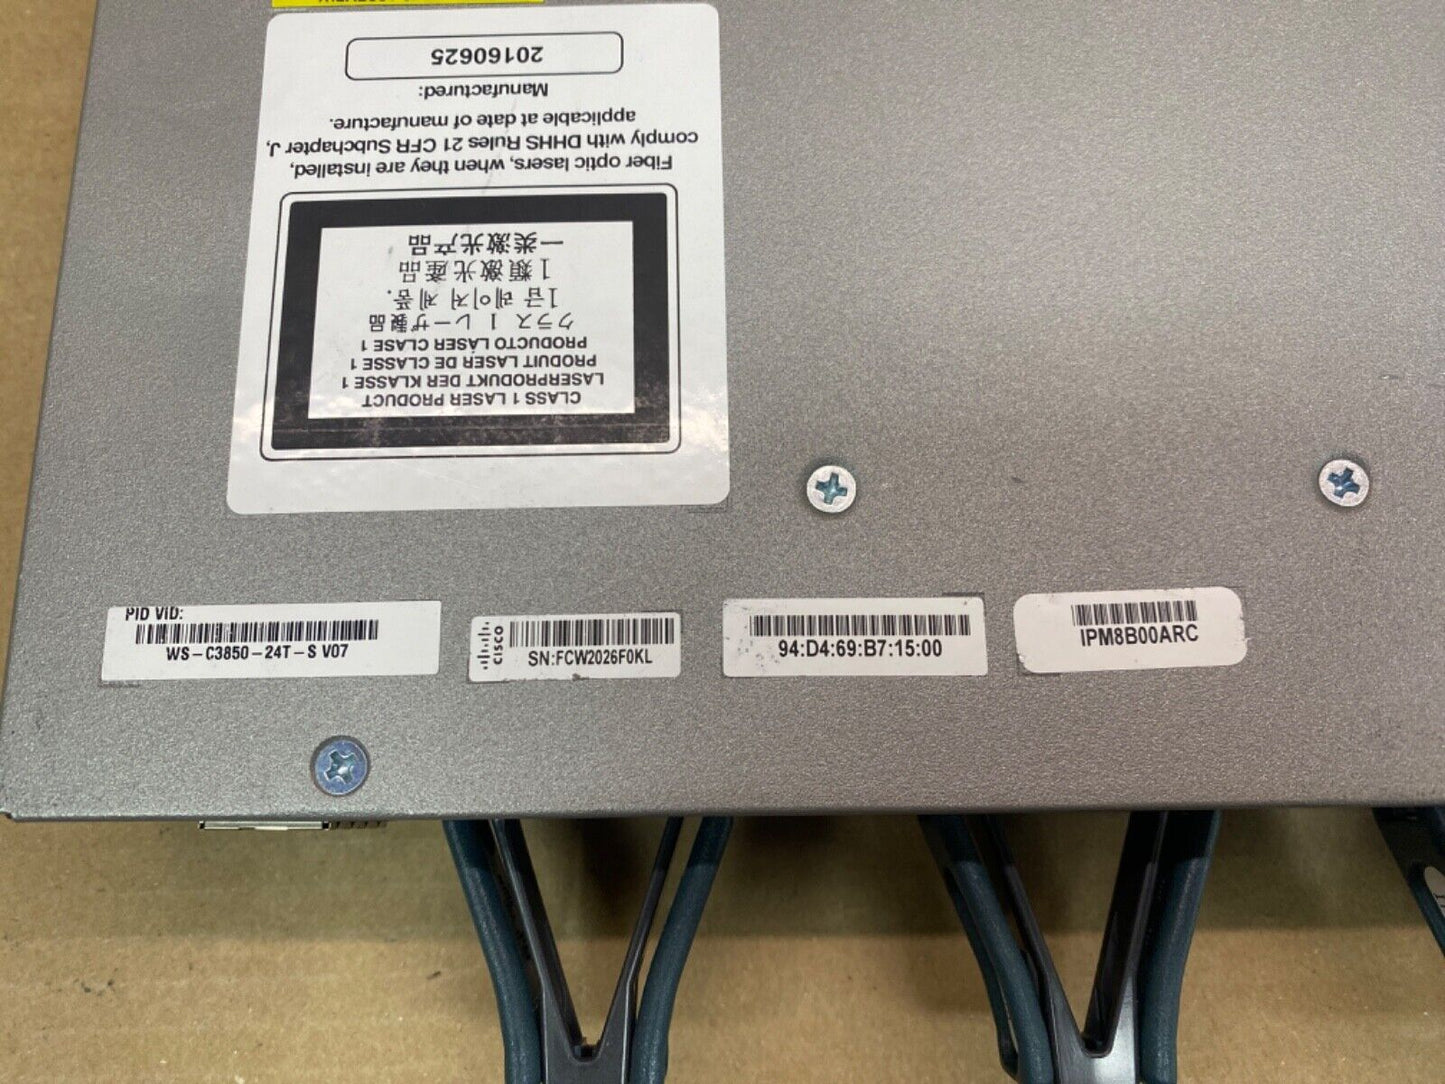 CLASS 1 LASER PRODUCT
LASERPRODUKT DER KLASSE 1
PRODUIT LASER DE CLASSE 1
PRODUCTO LÁSER CLASE 1
クラス 1 レーザ製品
1급 레이저 제품.
1類激光產品
一类激光产品
Fiber optic lasers, when they are installed,
comply with DHHS Rules 21 CFR Subchapter J,
applicable at date of manufacture.
Manufactured:
20160625
PID VID:
WS-C3850-24T-S V07
CISCO
SN:FCW2026F0KL
94:D4:69:B7:15:00
IPM8B00ARC